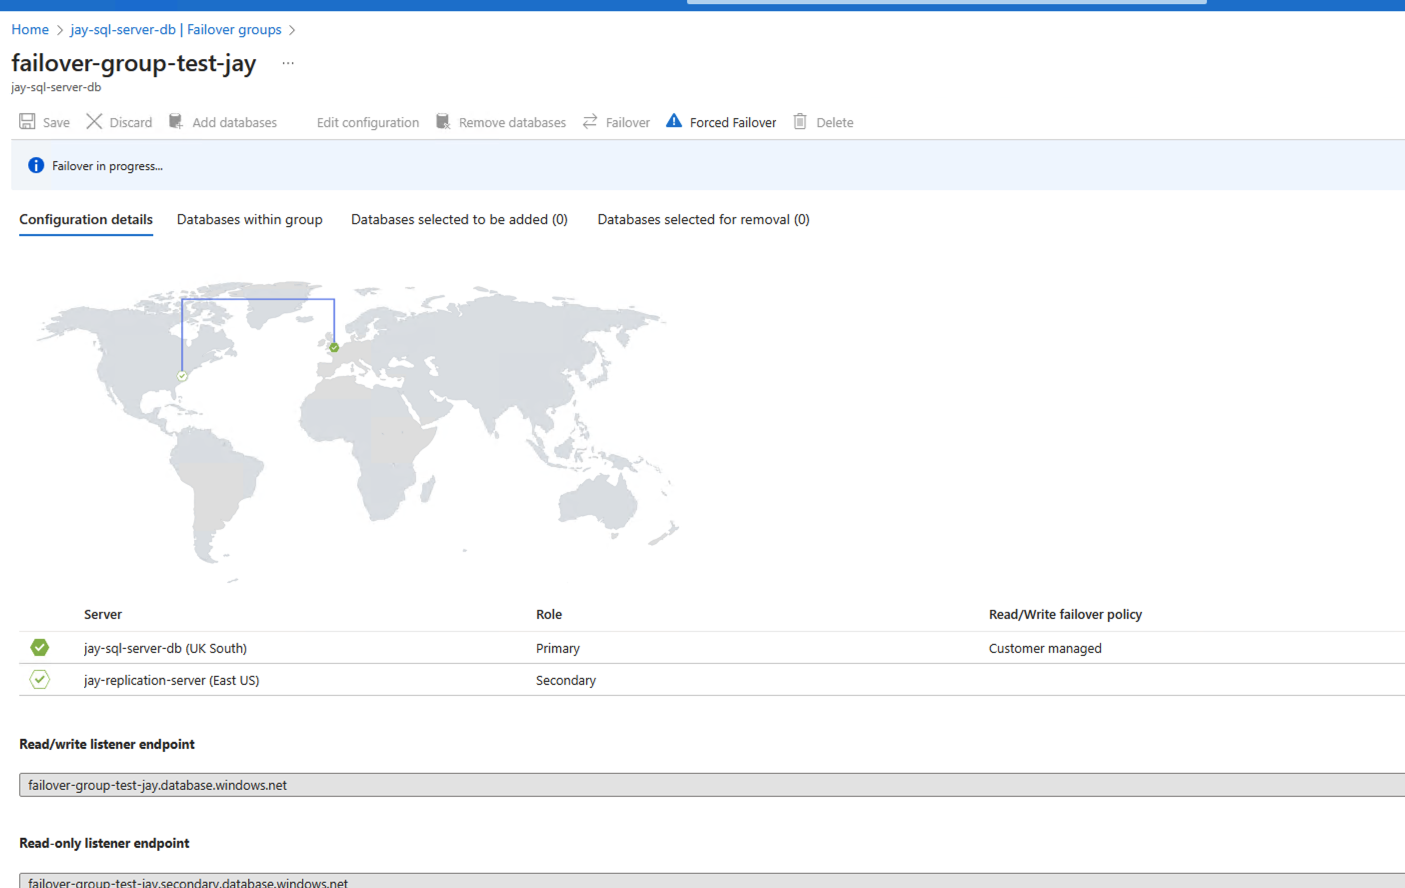 Home > jay-sql-server-db | Failover groups >
failover-group-test-jay ...
jay-sql-server-db
Save Discard Add databases Edit configuration Remove databases Failover Forced Failover Delete
Failover in progress...
Configuration details Databases within group Databases selected to be added (0) Databases selected for removal (0)
Server Role Read/Write failover policy
jay-sql-server-db (UK South) Primary Customer managed
jay-replication-server (East US) Secondary
Read/write listener endpoint
failover-group-test-jay.database.windows.net
Read-only listener endpoint
failover-group-test-jay.secondary.database.windows.net